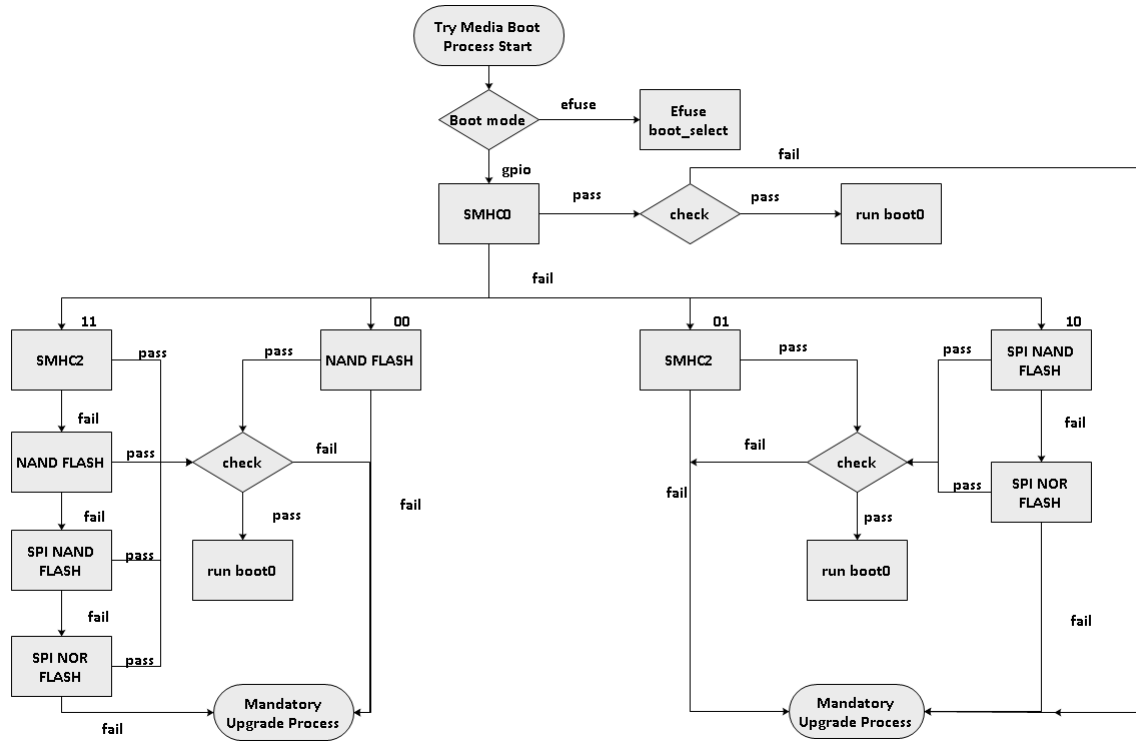 Try Media Boot
Process Start
Boot mode
efuse
Efuse
boot_select
gpio
fail
SMHC0
pass
check
pass
run boot0
fail
11
00
01
10
SMHC2
pass
pass
NAND FLASH
SMHC2
pass
pass
SPI NAND
FLASH
fail
fail
NAND FLASH
pass
check
fail
fail
check
pass
SPI NOR
FLASH
fail
fail
fail
pass
pass
SPI NAND
FLASH
pass
run boot0
run boot0
fail
fail
SPI NOR
FLASH
pass
fail
Mandatory
Upgrade Process
Mandatory
Upgrade Process